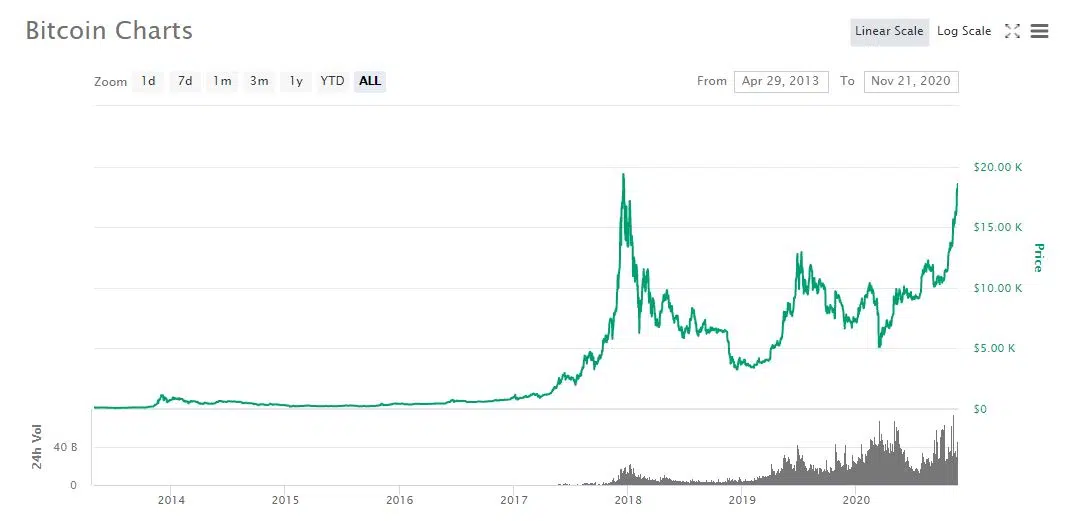 Bitcoin Charts
Linear Scale Log Scale
Zoom 1d 7d 1m 3m 1y YTD ALL
From Apr 29, 2013 To Nov 21, 2020
$20.00 K
$15.00 K
$10.00 K
$5.00 K
$0
Price
40 B
0
24h Vol
2014 2015 2016 2017 2018 2019 2020